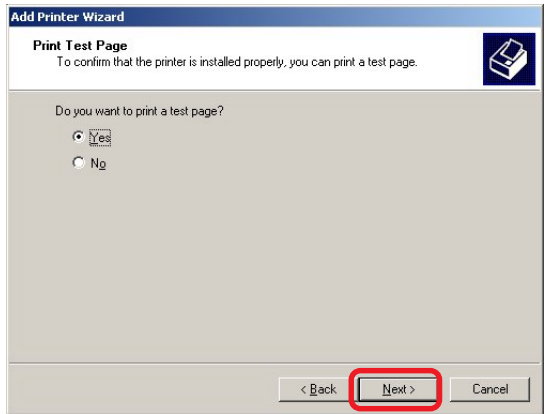 Add Printer Wizard
Print Test Page
To confirm that the printer is installed properly, you can print a test page.
Do you want to print a test page?
Yes
No
< Back
Next >
Cancel